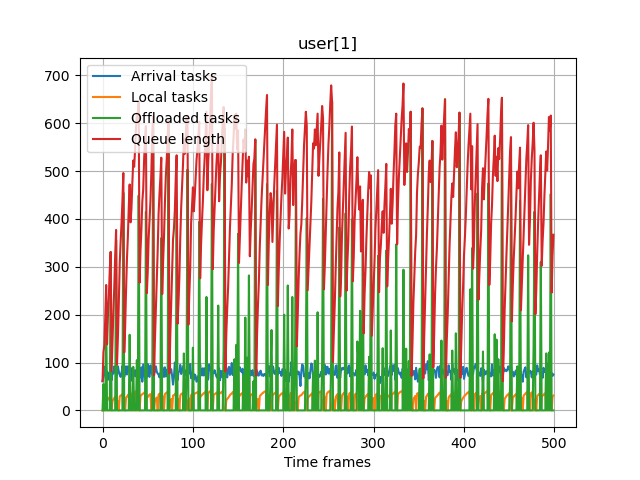 user[1]
Arrival tasks
Local tasks
Offloaded tasks
Queue length
700
600
500
400
300
200
100
0
0 100 200 300 400 500
Time frames